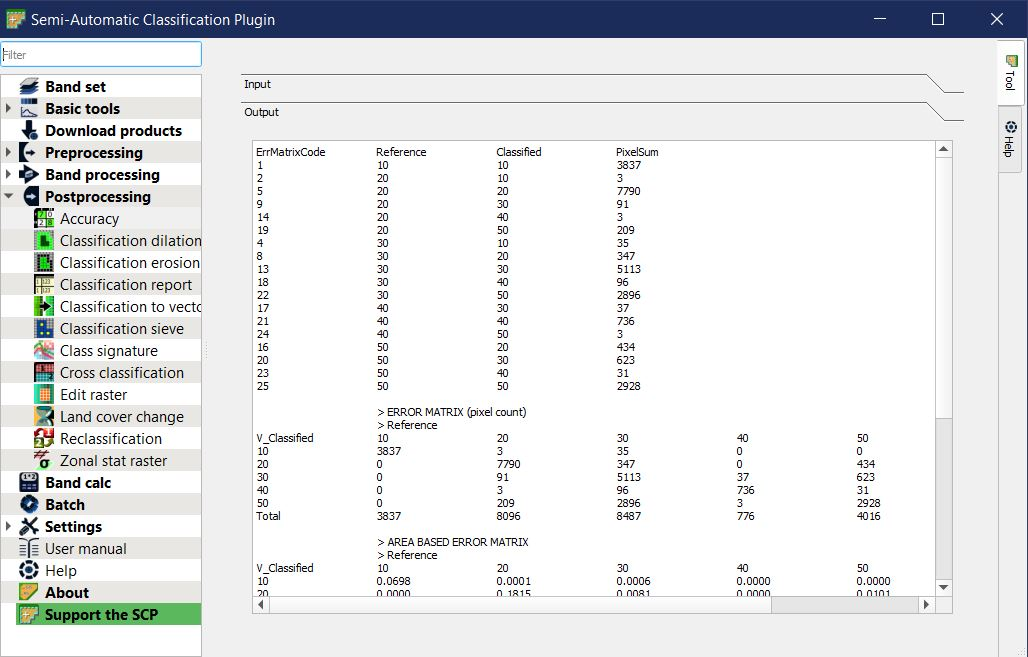 Semi-Automatic Classification Plugin
Filter
Band set
Basic tools
Download products
Preprocessing
Band processing
Postprocessing
Accuracy
Classification dilation
Classification erosion
Classification report
Classification to vecto
Classification sieve
Class signature
Cross classification
Edit raster
Land cover change
Reclassification
Zonal stat raster
Band calc
Batch
Settings
User manual
Help
About
Support the SCP
Input
Output
ErrMatrixCode Reference Classified PixelSum
1 10 10 3837
2 20 10 3
5 20 20 7790
9 20 30 91
14 20 40 3
19 20 50 209
4 30 10 35
8 30 20 347
13 30 30 5113
18 30 40 96
22 30 50 2896
17 40 30 37
21 40 40 736
24 40 50 3
16 50 20 434
20 50 30 623
23 50 40 31
25 50 50 2928
> ERROR MATRIX (pixel count)
> Reference
V_Classified 10 20 30 40 50
10 3837 3 35 0 0
20 0 7790 347 0 434
30 0 91 5113 37 623
40 0 3 96 736 31
50 0 209 2896 3 2928
Total 3837 8096 8487 776 4016
> AREA BASED ERROR MATRIX
> Reference
V_Classified 10 20 30 40 50
10 0.0698 0.0001 0.0006 0.0000 0.0000
20 0.0000 0.1815 0.0081 0.0000 0.0101
Tool
Help